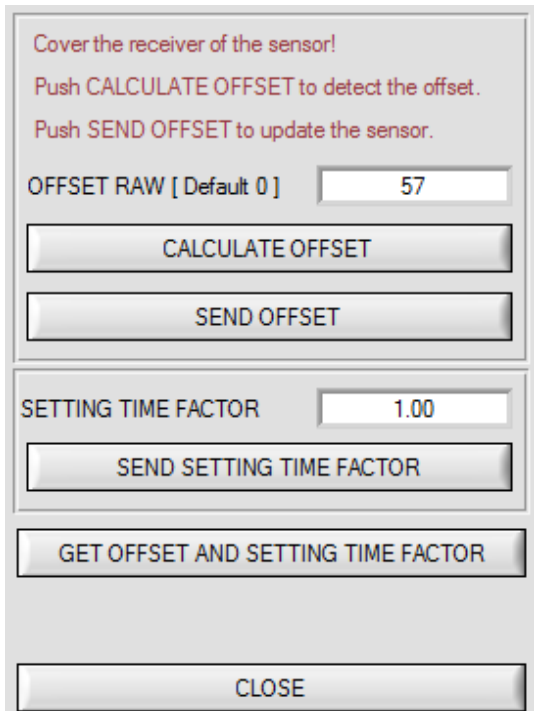 Cover the receiver of the sensor!
Push CALCULATE OFFSET to detect the offset.
Push SEND OFFSET to update the sensor.
OFFSET RAW [ Default 0 ] 57
CALCULATE OFFSET
SEND OFFSET
SETTING TIME FACTOR 1.00
SEND SETTING TIME FACTOR
GET OFFSET AND SETTING TIME FACTOR
CLOSE